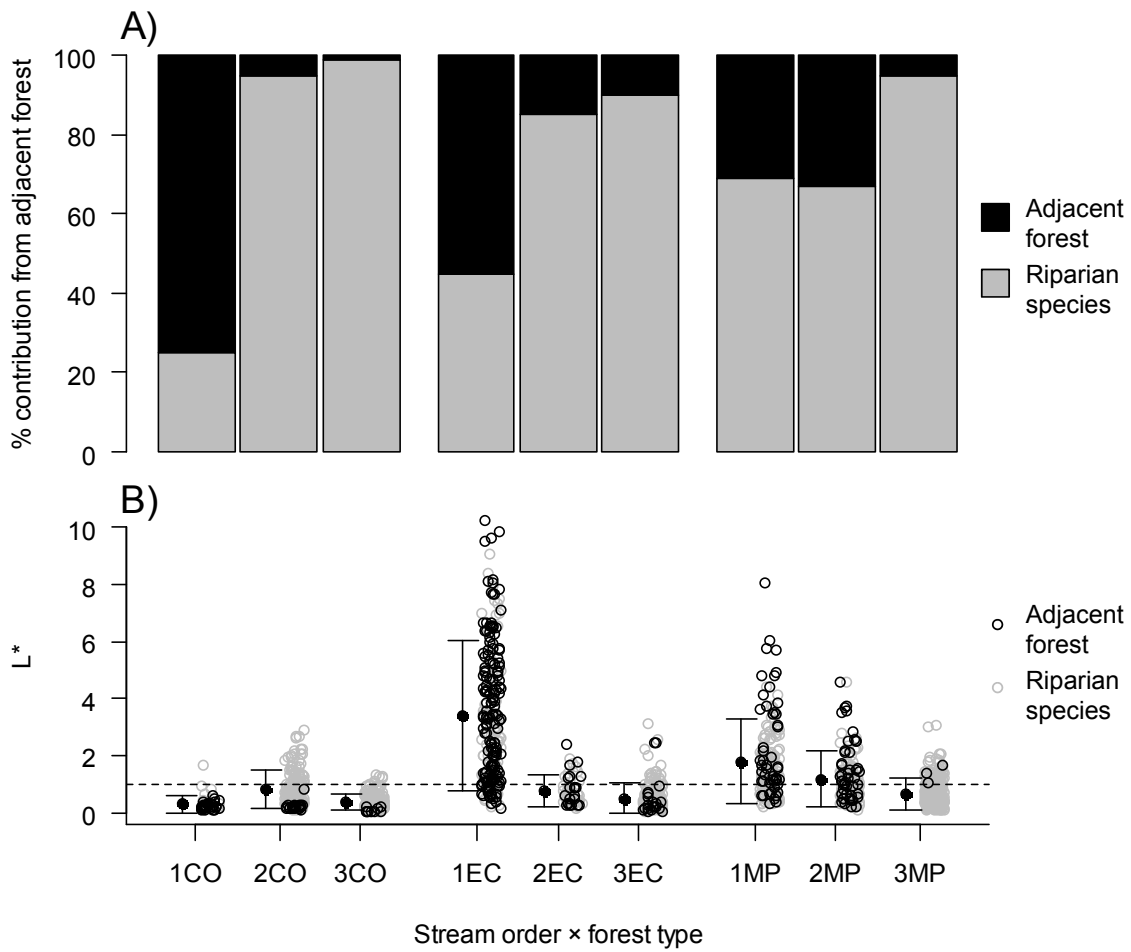 A)
% contribution from adjacent forest
100
80
60
40
20
0
Adjacent
forest
Riparian
species
B)
L*
10
8
6
4
2
0
Adjacent
forest
Riparian
species
1CO 2CO 3CO 1EC 2EC 3EC 1MP 2MP 3MP
Stream order × forest type